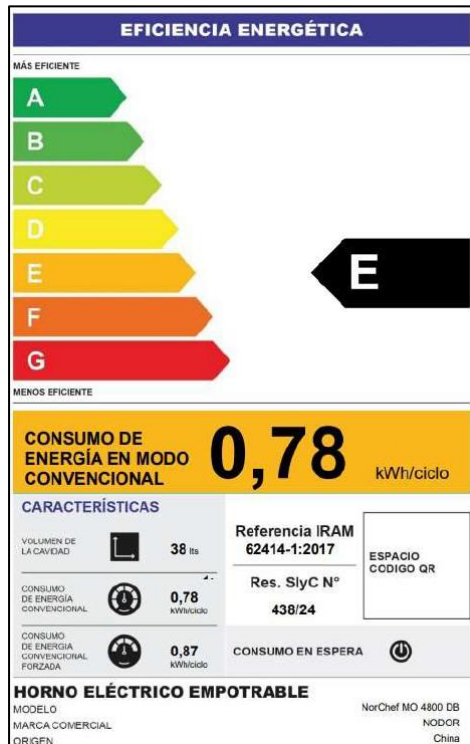 EFICIENCIA ENERGÉTICA
MÁS EFICIENTE
A
B
C
D
E
E
F
G
MENOS EFICIENTE
CONSUMO DE
ENERGÍA EN MODO
CONVENCIONAL
0,78 kWh/ciclo
CARACTERÍSTICAS
VOLUMEN DE
LA CAVIDAD
38 lts
CONSUMO
DE ENERGÍA
CONVENCIONAL
0,78
kWh/ciclo
CONSUMO
DE ENERGIA
CONVENCIONAL
FORZADA
0,87
kWh/ciclo
Referencia IRAM
62414-1:2017
Res. SIyC N°
438/24
ESPACIO
CODIGO QR
CONSUMO EN ESPERA
HORNO ELÉCTRICO EMPOTRABLE
MODELO NorChef MO 4800 DB
MARCA COMERCIAL NODOR
ORIGEN China